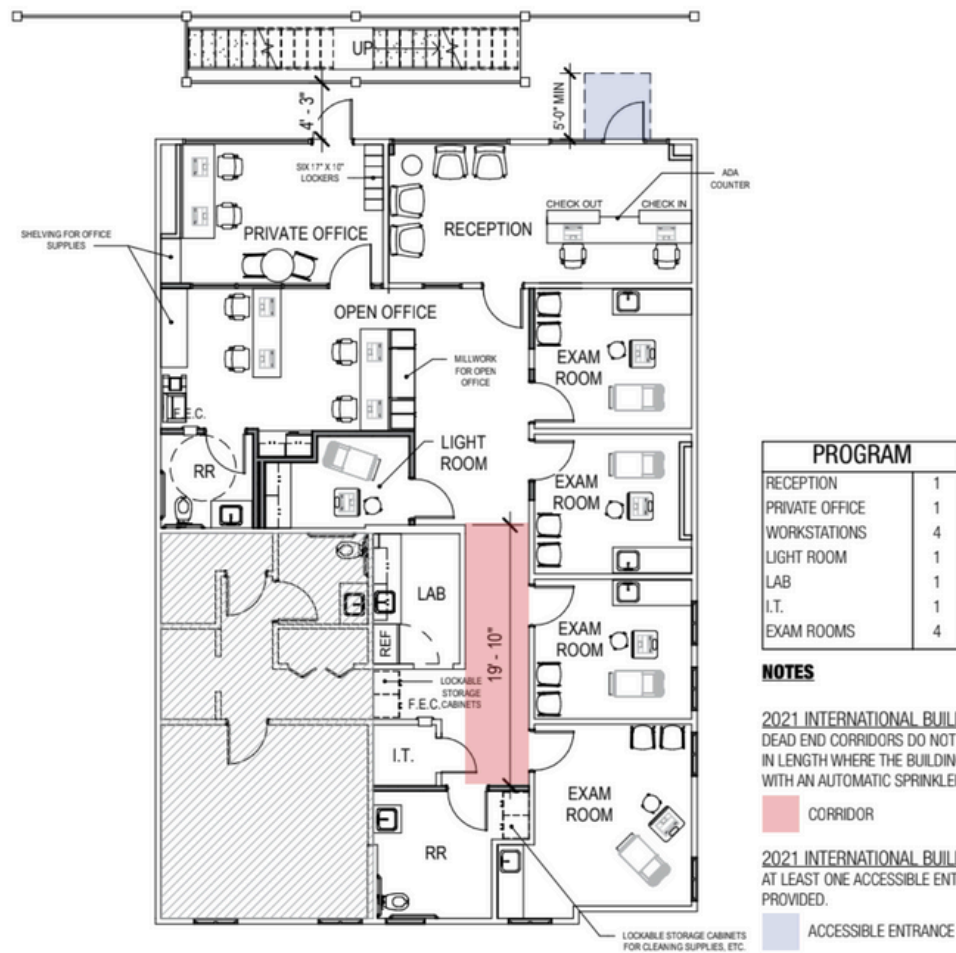 UP
4' - 3"
5'-0" MIN
SIX 17" X 10"
LOCKERS
ADA
COUNTER
CHECK OUT
CHECK IN
SHELVING FOR OFFICE
SUPPLIES
PRIVATE OFFICE
RECEPTION
OPEN OFFICE
MILLWORK
FOR OPEN
OFFICE
EXAM
ROOM
F.E.C.
RR
LIGHT
ROOM
EXAM
ROOM
LAB
REF
19' - 10"
EXAM
ROOM
LOCKABLE
STORAGE
CABINETS
F.E.C.
I.T.
EXAM
ROOM
RR
LOCKABLE STORAGE CABINETS
FOR CLEANING SUPPLIES, ETC.
PROGRAM
RECEPTION 1
PRIVATE OFFICE 1
WORKSTATIONS 4
LIGHT ROOM 1
LAB 1
I.T. 1
EXAM ROOMS 4
NOTES
2021 INTERNATIONAL BUIL
DEAD END CORRIDORS DO NOT
IN LENGTH WHERE THE BUILDING
WITH AN AUTOMATIC SPRINKLE
CORRIDOR
2021 INTERNATIONAL BUIL
AT LEAST ONE ACCESSIBLE ENT
PROVIDED.
ACCESSIBLE ENTRANCE